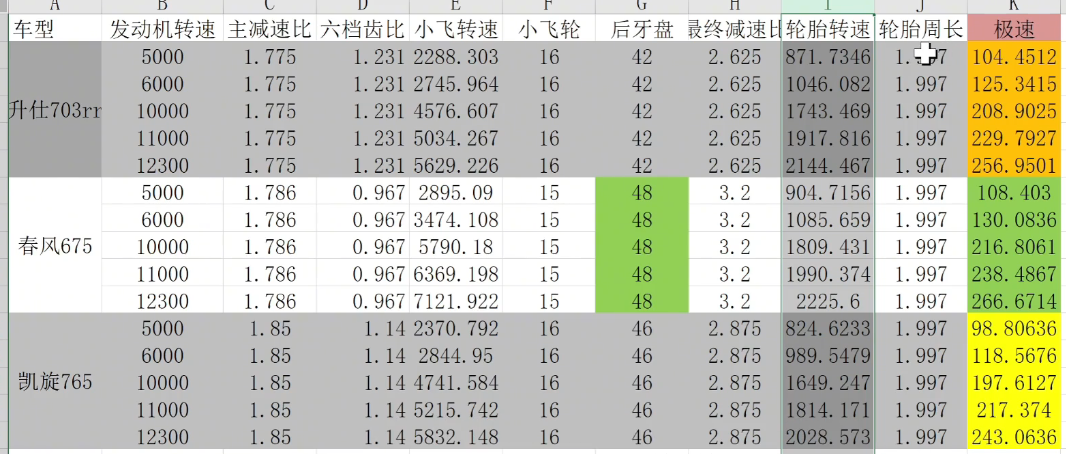 A B C D E F G H I J K
车型 发动机转速 主减速比 六档齿比 小飞转速 小飞轮 后牙盘 最终减速比 轮胎转速 轮胎周长 极速
5000 1.775 1.231 2288.303 16 42 2.625 871.7346 104.4512
6000 1.775 1.231 2745.964 16 42 2.625 1046.082 1.997 125.3415
升仕703rr 10000 1.775 1.231 4576.607 16 42 2.625 1743.469 1.997 208.9025
11000 1.775 1.231 5034.267 16 42 2.625 1917.816 1.997 229.7927
12300 1.775 1.231 5629.226 16 42 2.625 2144.467 1.997 256.9501
5000 1.786 0.967 2895.09 15 48 3.2 904.7156 1.997 108.403
6000 1.786 0.967 3474.108 15 48 3.2 1085.659 1.997 130.0836
春风675 10000 1.786 0.967 5790.18 15 48 3.2 1809.431 1.997 216.8061
11000 1.786 0.967 6369.198 15 48 3.2 1990.374 1.997 238.4867
12300 1.786 0.967 7121.922 15 48 3.2 2225.6 1.997 266.6714
5000 1.85 1.14 2370.792 16 46 2.875 824.6233 1.997 98.80636
6000 1.85 1.14 2844.95 16 46 2.875 989.5479 1.997 118.5676
凯旋765 10000 1.85 1.14 4741.584 16 46 2.875 1649.247 1.997 197.6127
11000 1.85 1.14 5215.742 16 46 2.875 1814.171 1.997 217.374
12300 1.85 1.14 5832.148 16 46 2.875 2028.573 1.997 243.0636